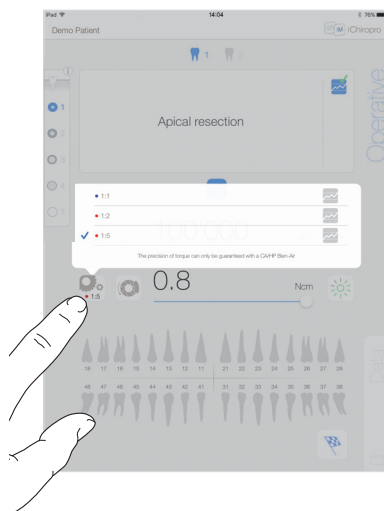 iPad 14:04 76%
Demo Patient iChiropro
1
1
2
3
4
Apical resection
Operative
1:1
1:2
1:5
100'000
The precision of torque can only be guaranteed with a CA/HP Bien-Air
1:5
0.8 Ncm
18 17 16 15 14 13 12 11 21 22 23 24 25 26 27 28
48 47 46 45 44 43 42 41 31 32 33 34 35 36 37 38